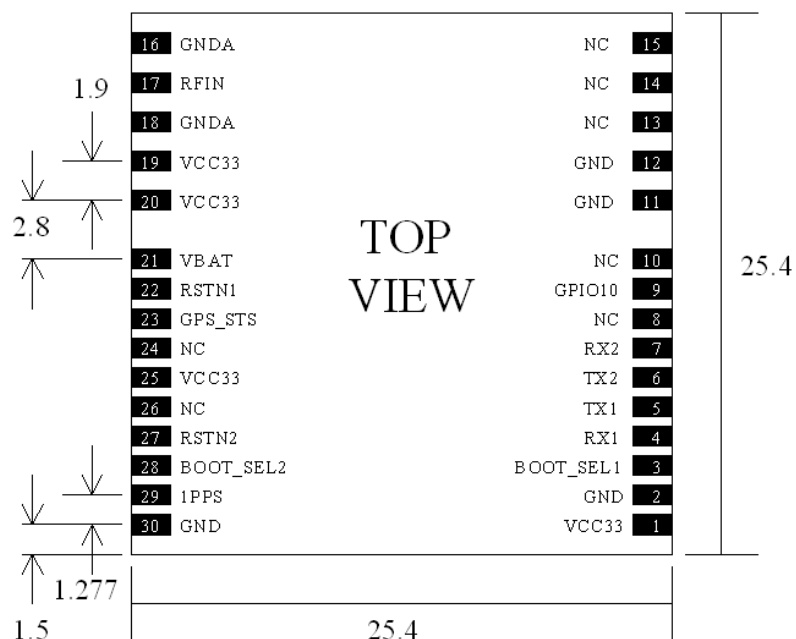 16 GNDA NC 15
17 RFIN NC 14
1.9
18 GNDA NC 13
19 VCC33 GND 12
20 VCC33 GND 11
2.8
TOP
VIEW
21 VBAT NC 10
25.4
22 RSTN1 GPIO10 9
23 GPS_STS NC 8
24 NC RX2 7
25 VCC33 TX2 6
26 NC TX1 5
27 RSTN2 RX1 4
28 BOOT_SEL2 BOOT_SEL1 3
29 1PPS GND 2
30 GND VCC33 1
1.277
1.5
25.4